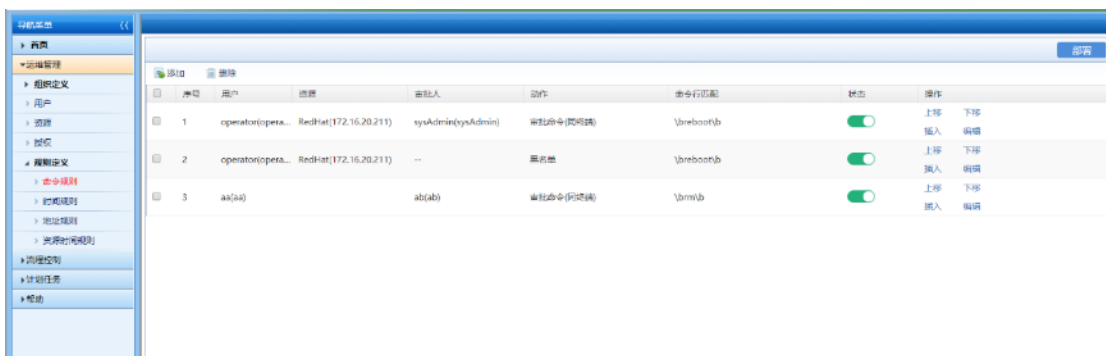 导航菜单
首页
运维管理
组织定义
用户
资源
授权
规则定义
命令规则
时间规则
地址规则
资源时间规则
流程控制
计划任务
帮助
部署
添加 删除
序号 用户 资源 审批人 动作 命令行匹配 状态 操作
1 operator(opera... RedHat(172.16.20.211) sysAdmin(sysAdmin) 审批命令(同终端) \breboot\b 上移 下移
插入 编辑
2 operator(opera... RedHat(172.16.20.211) -- 黑名单 \breboot\b 上移 下移
插入 编辑
3 aa(aa) ab(ab) 审批命令(同终端) \brm\b 上移 下移
插入 编辑